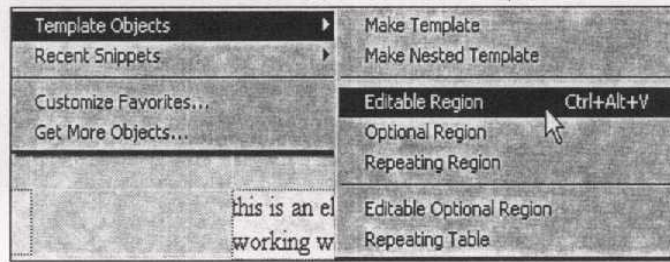 Template Objects
Recent Snippets
Customize Favorites...
Get More Objects...
Make Template
Make Nested Template
Editable Region Ctrl+Alt+V
Optional Region
Repeating Region
Editable Optional Region
Repeating Table
this is an el
working w